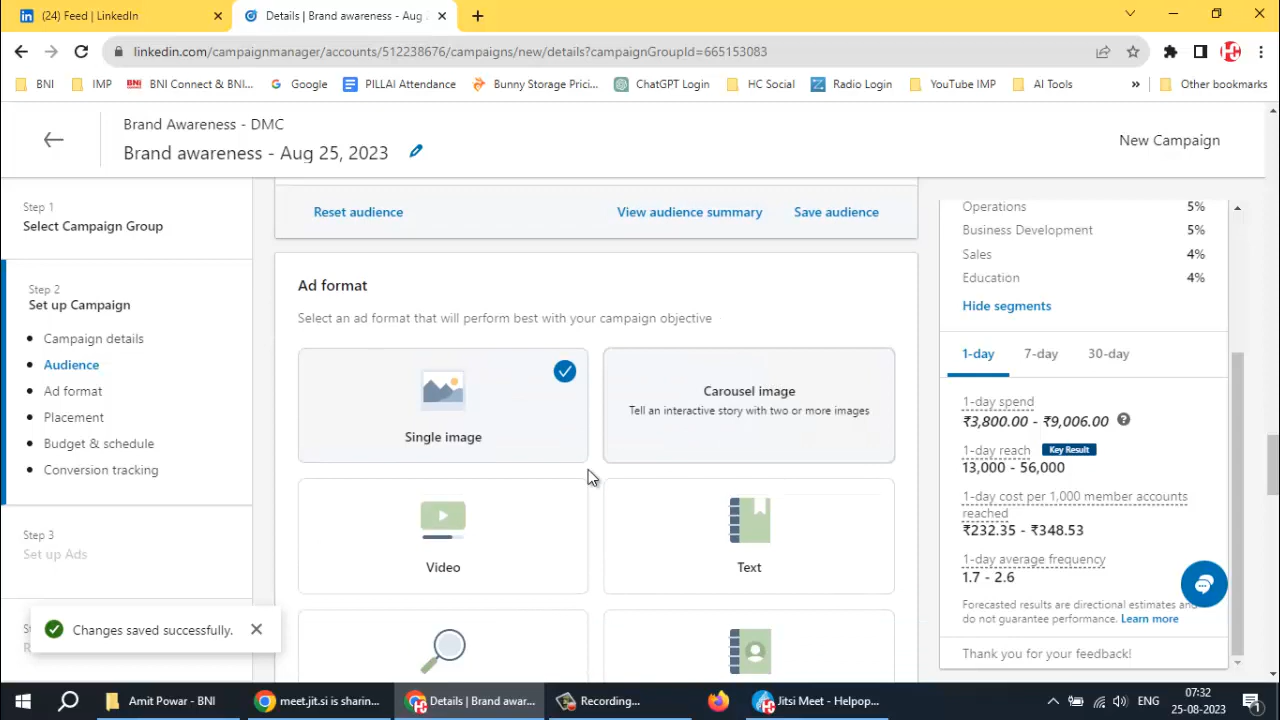 (24) Feed | LinkedIn
Details | Brand awareness - Aug
linkedin.com/campaignmanager/accounts/512238676/campaigns/new/details?campaignGroupId=665153083
BNI
IMP
BNI Connect & BNI...
Google
PILLAI Attendance
Bunny Storage Pricing...
ChatGPT Login
HC Social
Radio Login
YouTube IMP
AI Tools
»
Other bookmarks
Brand Awareness - DMC
Brand awareness - Aug 25, 2023
New Campaign
Step 1
Select Campaign Group
Step 2
Set up Campaign
Campaign details
Audience
Ad format
Placement
Budget & schedule
Conversion tracking
Step 3
Set up Ads
Changes saved successfully.
Reset audience
View audience summary
Save audience
Ad format
Select an ad format that will perform best with your campaign objective
Single image
Carousel image
Tell an interactive story with two or more images
Video
Text
Operations 5%
Business Development 5%
Sales 4%
Education 4%
Hide segments
1-day 7-day 30-day
1-day spend
₹3,800.00 - ₹9,006.00
1-day reach Key Result
13,000 - 56,000
1-day cost per 1,000 member accounts
reached
₹232.35 - ₹348.53
1-day average frequency
1.7 - 2.6
Forecasted results are directional estimates and
do not guarantee performance. Learn more
Thank you for your feedback!
Amit Powar - BNI
meet.jit.si is sharin...
Details | Brand awar...
Recording...
Jitsi Meet - Helpop...
ENG
07:32
25-08-2023